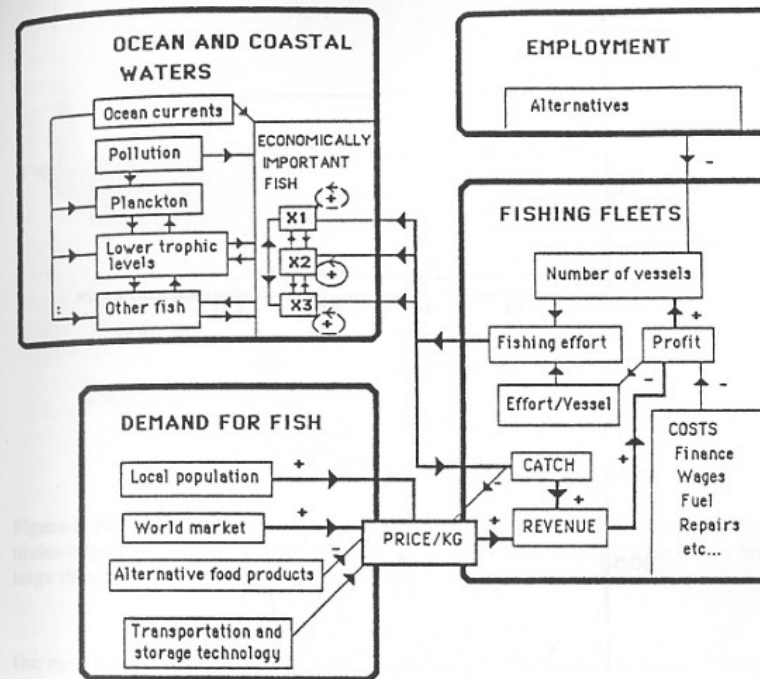 OCEAN AND COASTAL
WATERS
Ocean currents
Pollution
Planckton
Lower trophic
levels
Other fish
:
ECONOMICALLY
IMPORTANT
FISH
X1
+
X2
+
X3
+
EMPLOYMENT
Alternatives
-
FISHING FLEETS
Number of vessels
+
Fishing effort
Profit
-
Effort/Vessel
-
COSTS
Finance
Wages
Fuel
Repairs
etc...
CATCH
-
+
+
REVENUE
+
DEMAND FOR FISH
Local population
+
World market
+
PRICE/KG
-
Alternative food products
Transportation and
storage technology